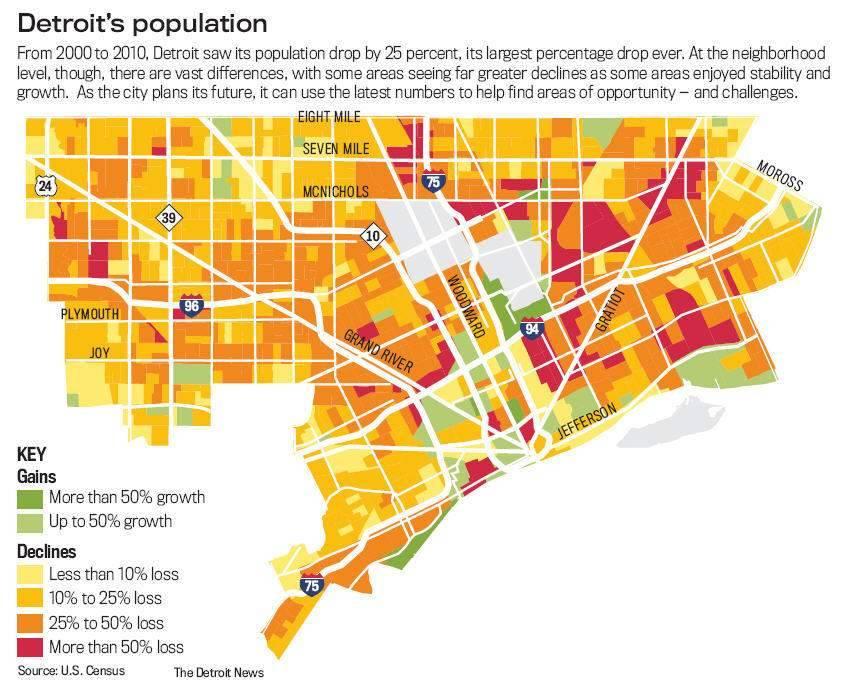 Detroit's population
From 2000 to 2010, Detroit saw its population drop by 25 percent, its largest percentage drop ever. At the neighborhood
level, though, there are vast differences, with some areas seeing far greater declines as some areas enjoyed stability and
growth. As the city plans its future, it can use the latest numbers to help find areas of opportunity – and challenges.
EIGHT MILE
SEVEN MILE
MCNICHOLS
MOROSS
24
75
39
10
96
PLYMOUTH
JOY
WOODWARD
94
GRATIOT
GRAND RIVER
JEFFERSON
75
KEY
Gains
More than 50% growth
Up to 50% growth
Declines
Less than 10% loss
10% to 25% loss
25% to 50% loss
More than 50% loss
Source: U.S. Census
The Detroit News